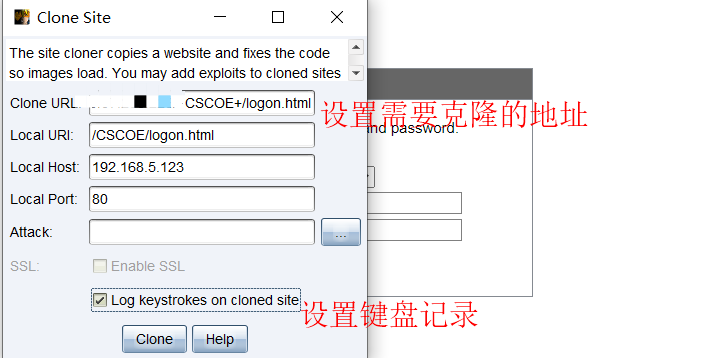 Clone Site
The site cloner copies a website and fixes the code
so images load. You may add exploits to cloned sites
Clone URL: CSCOE+/logon.html
设置需要克隆的地址
and password.
Local URI: /CSCOE/logon.html
Local Host: 192.168.5.123
Local Port: 80
Attack: ...
SSL: Enable SSL
Log keystrokes on cloned site
设置键盘记录
Clone Help